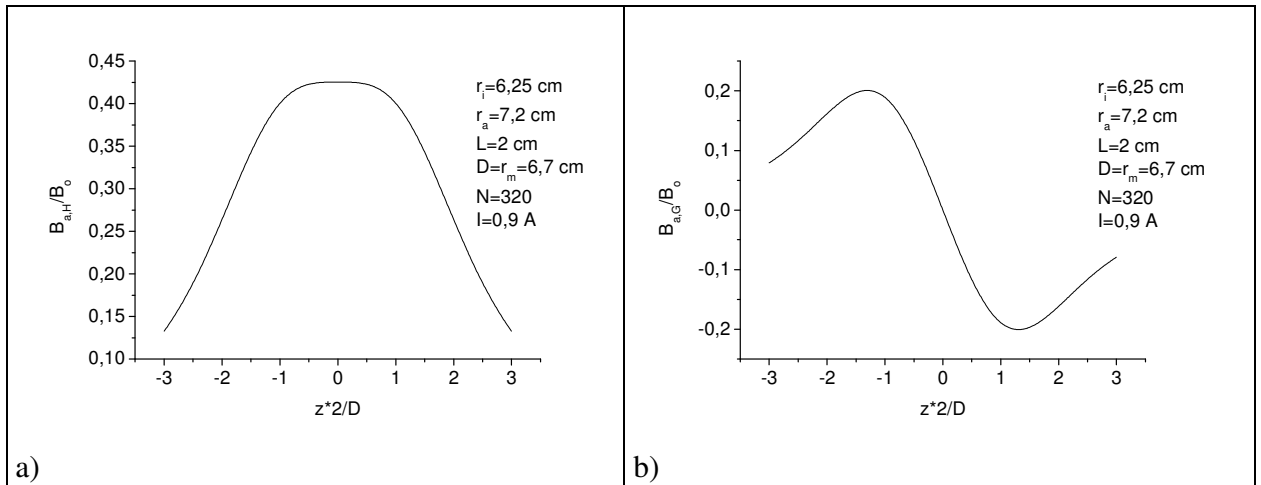 0,45
0,40
0,35
0,30
0,25
0,20
0,15
0,10
B_a,H/B_o
-3 -2 -1 0 1 2 3
z*2/D
r_i=6,25 cm
r_a=7,2 cm
L=2 cm
D=r_m=6,7 cm
N=320
I=0,9 A
a)
0,2
0,1
0,0
-0,1
-0,2
B_a,G/B_o
-3 -2 -1 0 1 2 3
z*2/D
r_i=6,25 cm
r_a=7,2 cm
L=2 cm
D=r_m=6,7 cm
N=320
I=0,9 A
b)